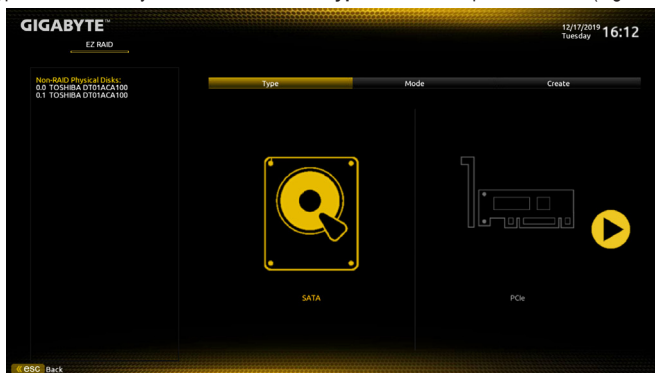 GIGABYTE™
12/17/2019 16:12
Tuesday
EZ RAID
Non-RAID Physical Disks:
0.0 TOSHIBA DT01ACA100
0.1 TOSHIBA DT01ACA100
Type Mode Create
SATA PCIe
« esc Back